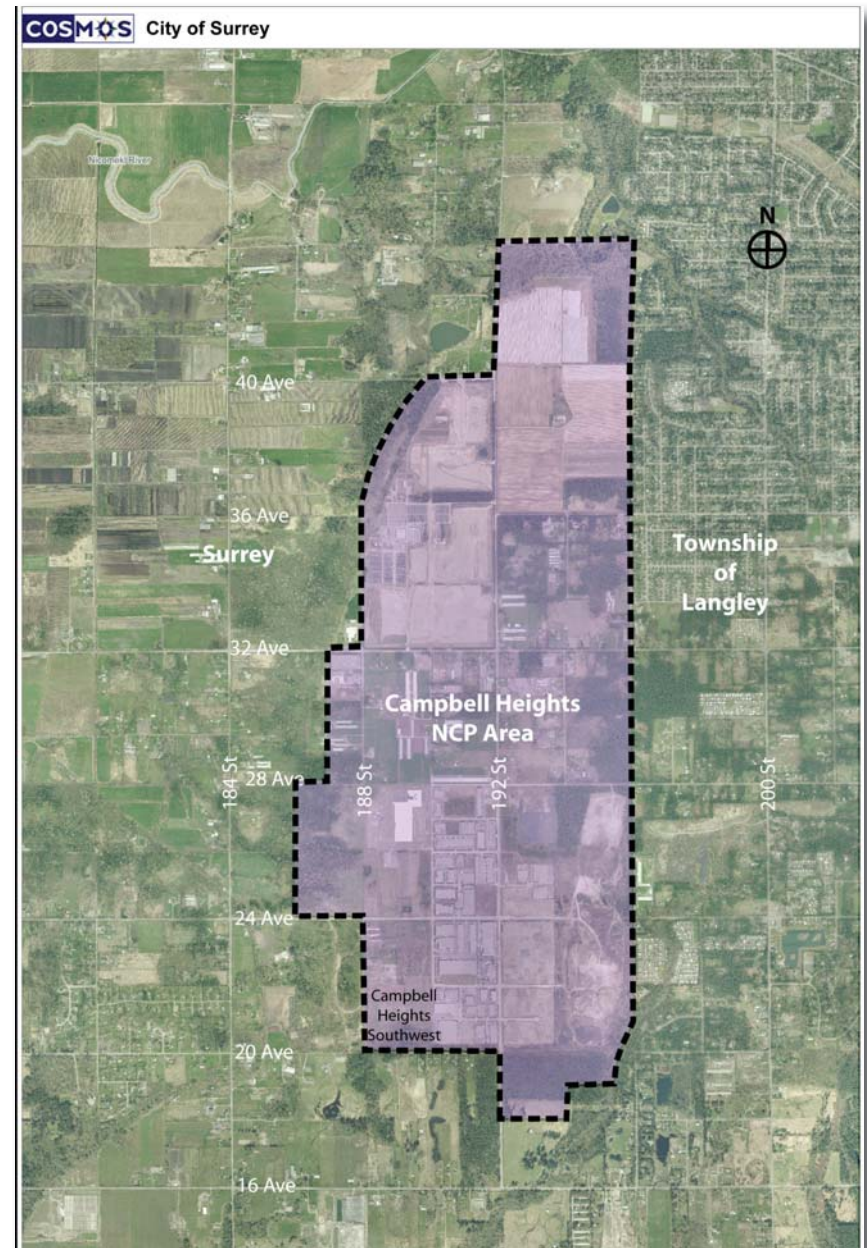 COSMOS City of Surrey
Nicomekl River
N
40 Ave
36 Ave
Surrey
Township
of
Langley
32 Ave
Campbell Heights
NCP Area
184 St
28 Ave
188 St
192 St
200 St
24 Ave
Campbell
Heights
Southwest
20 Ave
16 Ave